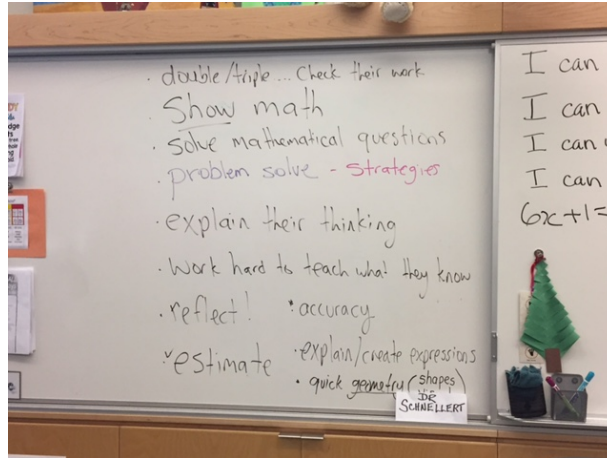 · double/triple ... Check their work
· Show math
· solve mathematical questions
· problem solve - strategies
· explain their thinking
· Work hard to teach what they know
· reflect! · accuracy
· estimate · explain/create expressions
· quick geometry (shapes)
DR
SCHNELLERT
I can
I can
I can
I can
6x+1=